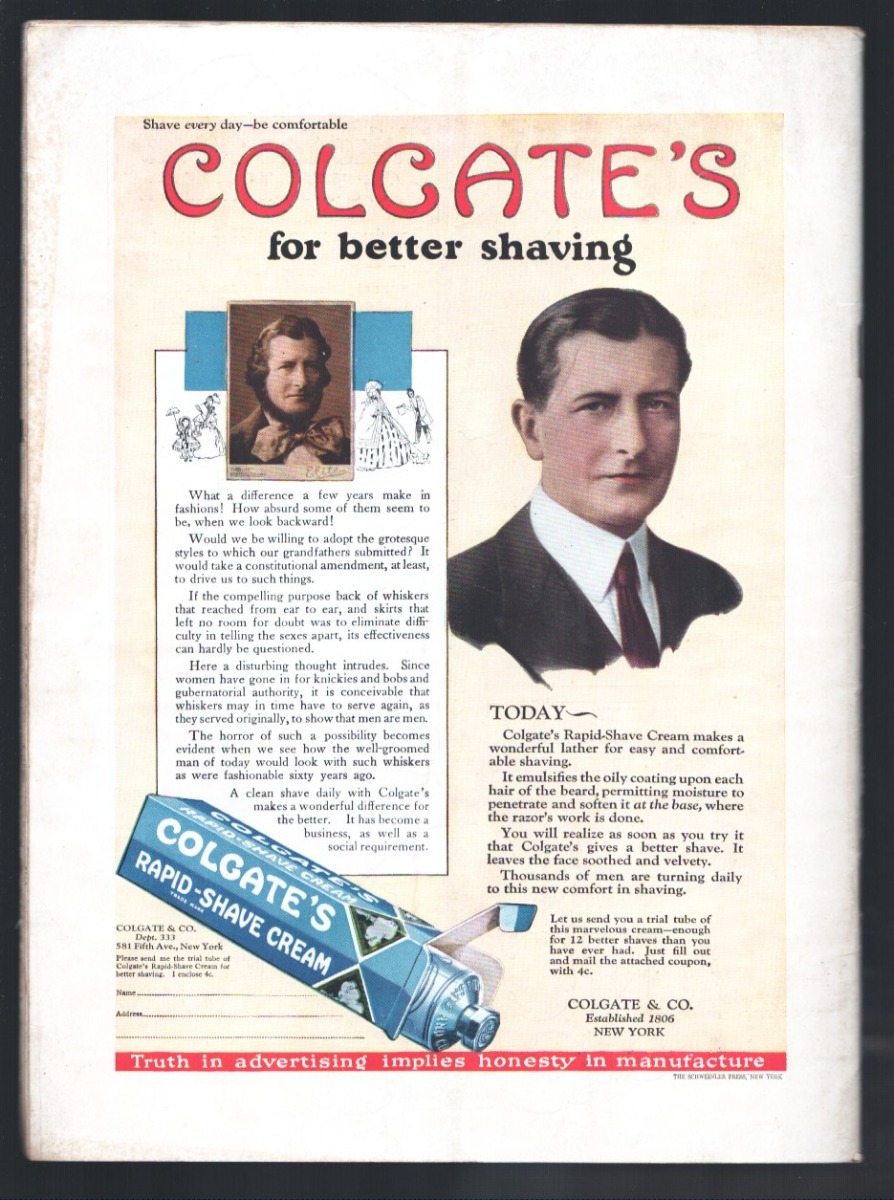 Shave every day—be comfortable
COLGATE'S
for better shaving
What a difference a few years make in
fashions! How absurd some of them seem to
be, when we look backward!
Would we be willing to adopt the grotesque
styles to which our grandfathers submitted? It
would take a constitutional amendment, at least,
to drive us to such things.
If the compelling purpose back of whiskers
that reached from ear to ear, and skirts that
left no room for doubt was to eliminate diffi-
culty in telling the sexes apart, its effectiveness
can hardly be questioned.
Here a disturbing thought intrudes. Since
women have gone in for knickies and bobs and
gubernatorial authority, it is conceivable that
whiskers may in time have to serve again, as
they served originally, to show that men are men.
The horror of such a possibility becomes
evident when we see how the well-groomed
man of today would look with such whiskers
as were fashionable sixty years ago.
A clean shave daily with Colgate's
makes a wonderful difference for
the better. It has become a
business, as well as a
social requirement.
TODAY
Colgate's Rapid-Shave Cream makes a
wonderful lather for easy and comfort-
able shaving.
It emulsifies the oily coating upon each
hair of the beard, permitting moisture to
penetrate and soften it at the base, where
the razor's work is done.
You will realize as soon as you try it
that Colgate's gives a better shave. It
leaves the face soothed and velvety.
Thousands of men are turning daily
to this new comfort in shaving.
Let us send you a trial tube of
this marvelous cream—enough
for 12 better shaves than you
have ever had. Just fill out
and mail the attached coupon,
with 4c.
COLGATE & CO.
Established 1806
NEW YORK
COLGATE'S
RAPID-SHAVE CREAM
COLGATE'S
RAPID-SHAVE CREAM
TRADE MARK
COLGATE & CO.
Dept. 333
581 Fifth Ave., New York
Please send me the trial tube of
Colgate's Rapid-Shave Cream for
better shaving. I enclose 4c.
Name
Address
Truth in advertising implies honesty in manufacture
THE SCHWEINLER PRESS, NEW YORK